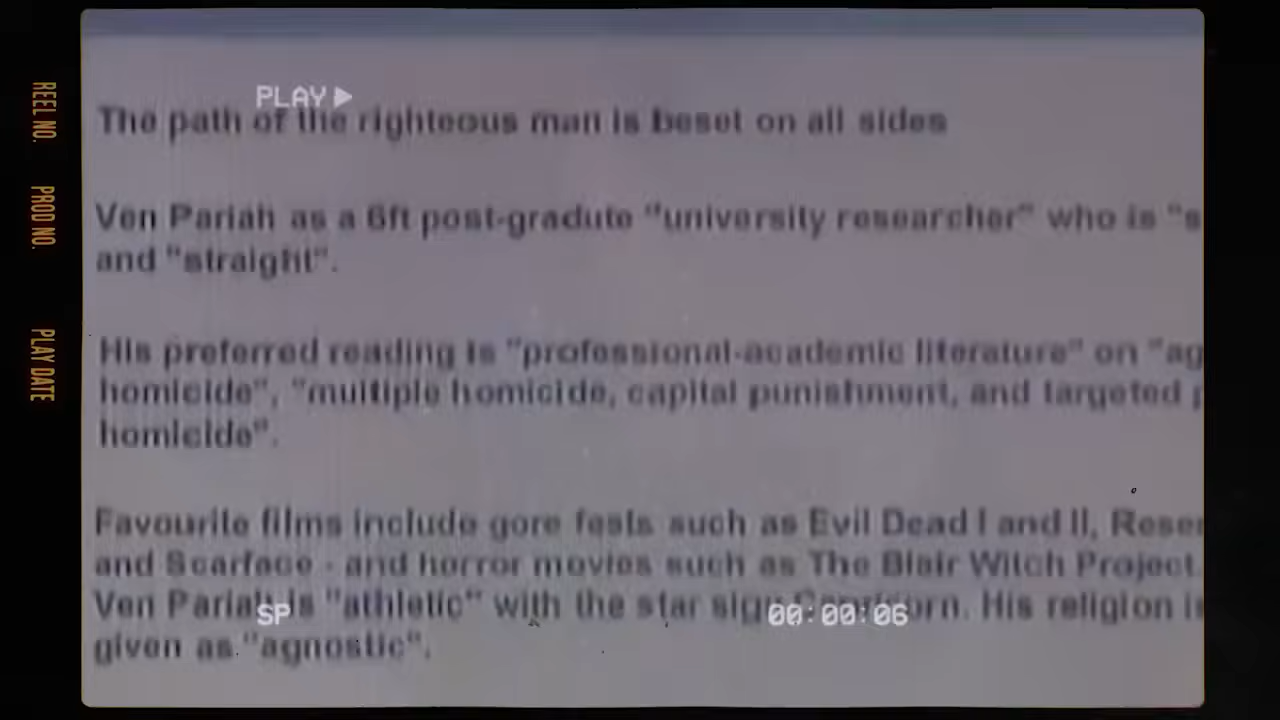 REEL NO.
PROD NO.
PLAY DATE
PLAY
The path of the righteous man is beset on all sides
Ven Pariah as a 6ft post-gradute "university researcher" who is "s
and "straight".
His preferred reading is "professional-academic literature" on "ag
homicide", "multiple homicide, capital punishment, and targeted p
homicide".
Favourite films include gore fests such as Evil Dead I and II, Reser
and Scarface - and horror movies such as The Blair Witch Project.
Ven Pariah is "athletic" with the star sign Capricorn. His religion is
given as "agnostic".
SP
00:00:06